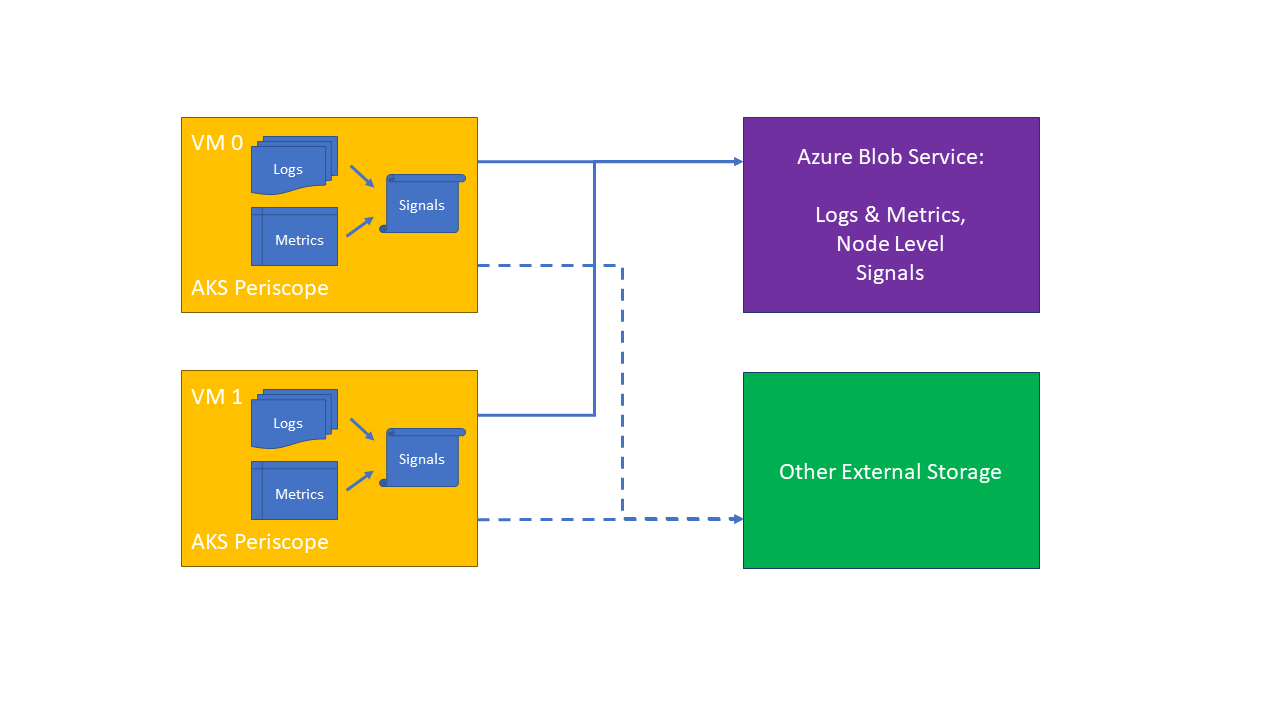 VM 0
Logs
Metrics
Signals
AKS Periscope
VM 1
Logs
Metrics
Signals
AKS Periscope
Azure Blob Service:
Logs & Metrics,
Node Level
Signals
Other External Storage